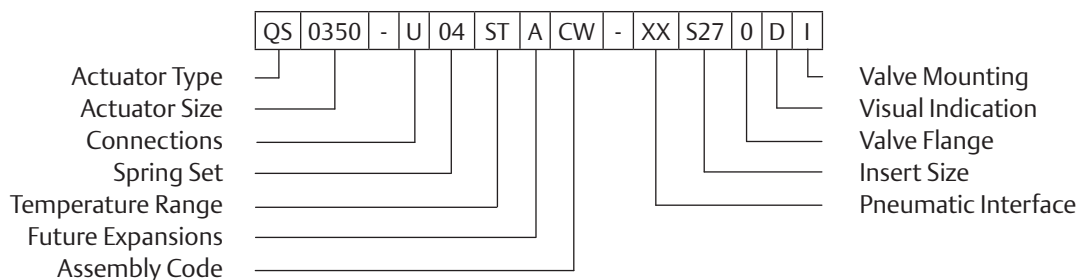 QS 0350 - U 04 ST A CW - XX S27 0 D I
Actuator Type
Actuator Size
Connections
Spring Set
Temperature Range
Future Expansions
Assembly Code
Valve Mounting
Visual Indication
Valve Flange
Insert Size
Pneumatic Interface